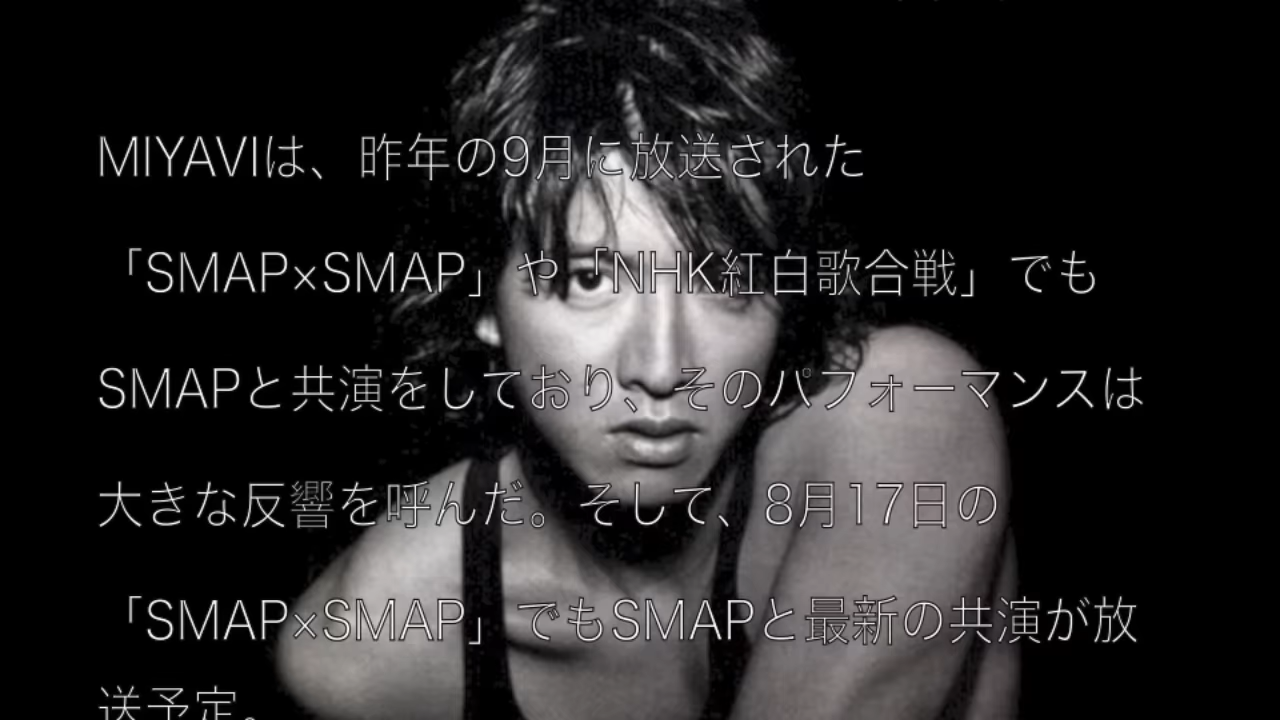 MIYAVIは、昨年の9月に放送された
「SMAP×SMAP」や「NHK紅白歌合戦」でも
SMAPと共演をしており、そのパフォーマンスは
大きな反響を呼んだ。そして、8月17日の
「SMAP×SMAP」でもSMAPと最新の共演が放
送予定。